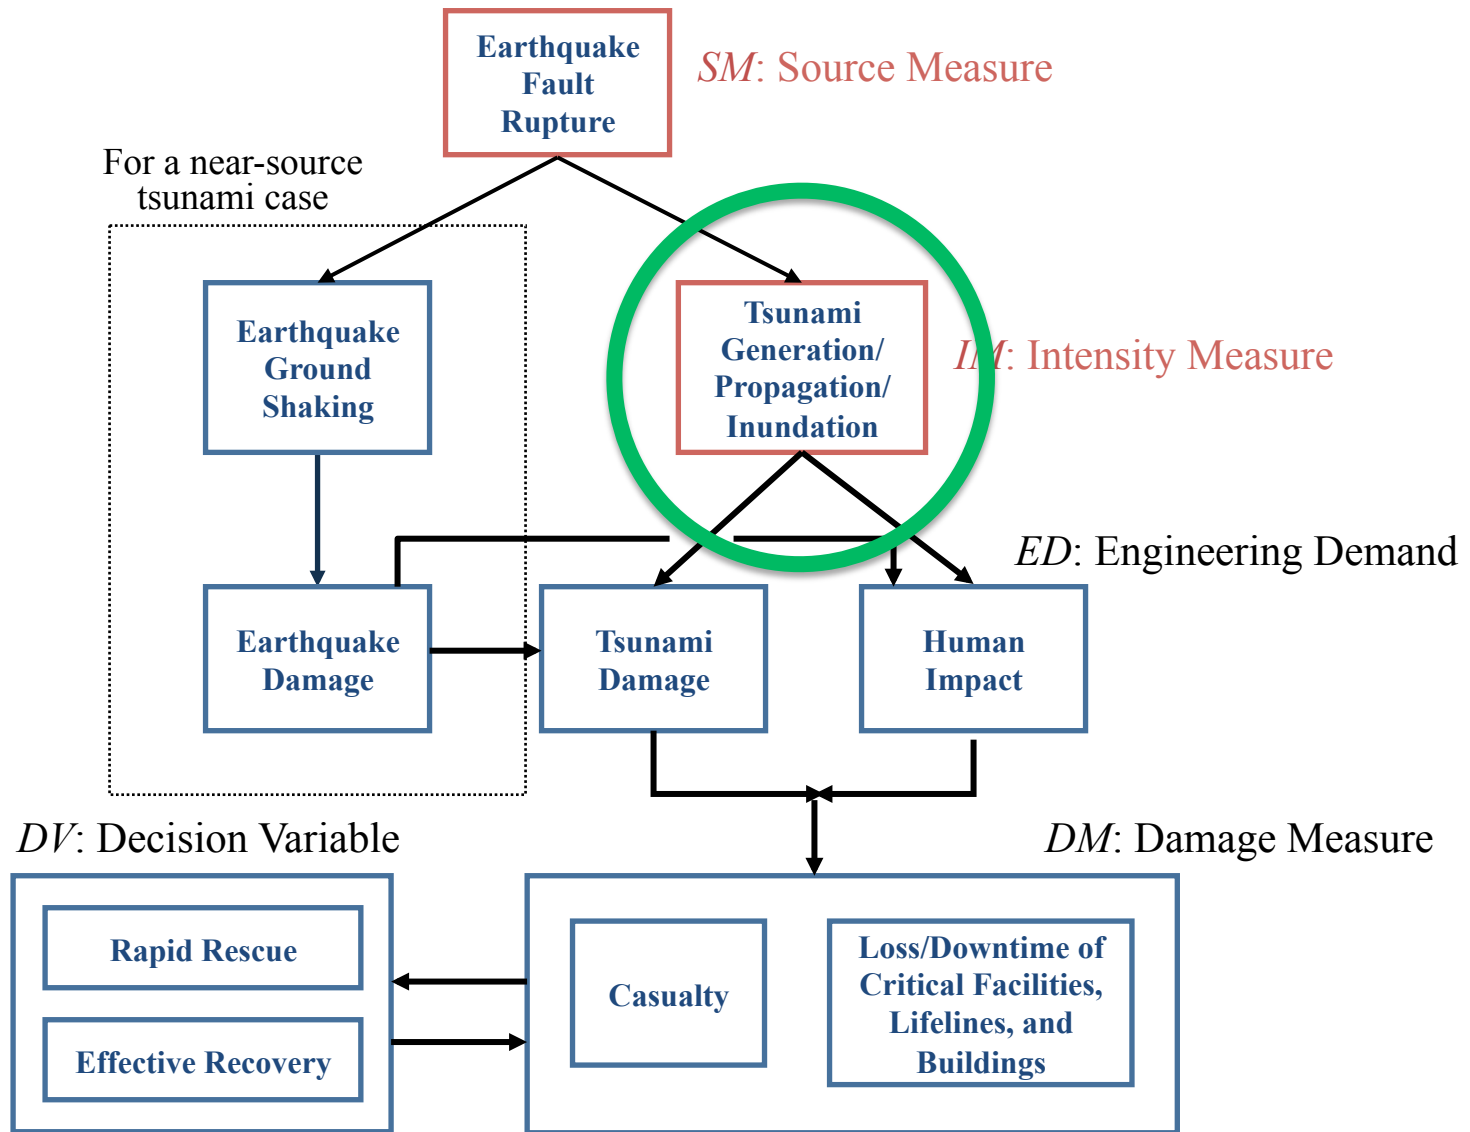 Earthquake
Fault
Rupture
SM: Source Measure
For a near-source
tsunami case
Earthquake
Ground
Shaking
Tsunami
Generation/
Propagation/
Inundation
IM: Intensity Measure
ED: Engineering Demand
Earthquake
Damage
Tsunami
Damage
Human
Impact
DV: Decision Variable
DM: Damage Measure
Rapid Rescue
Effective Recovery
Casualty
Loss/Downtime of
Critical Facilities,
Lifelines, and
Buildings